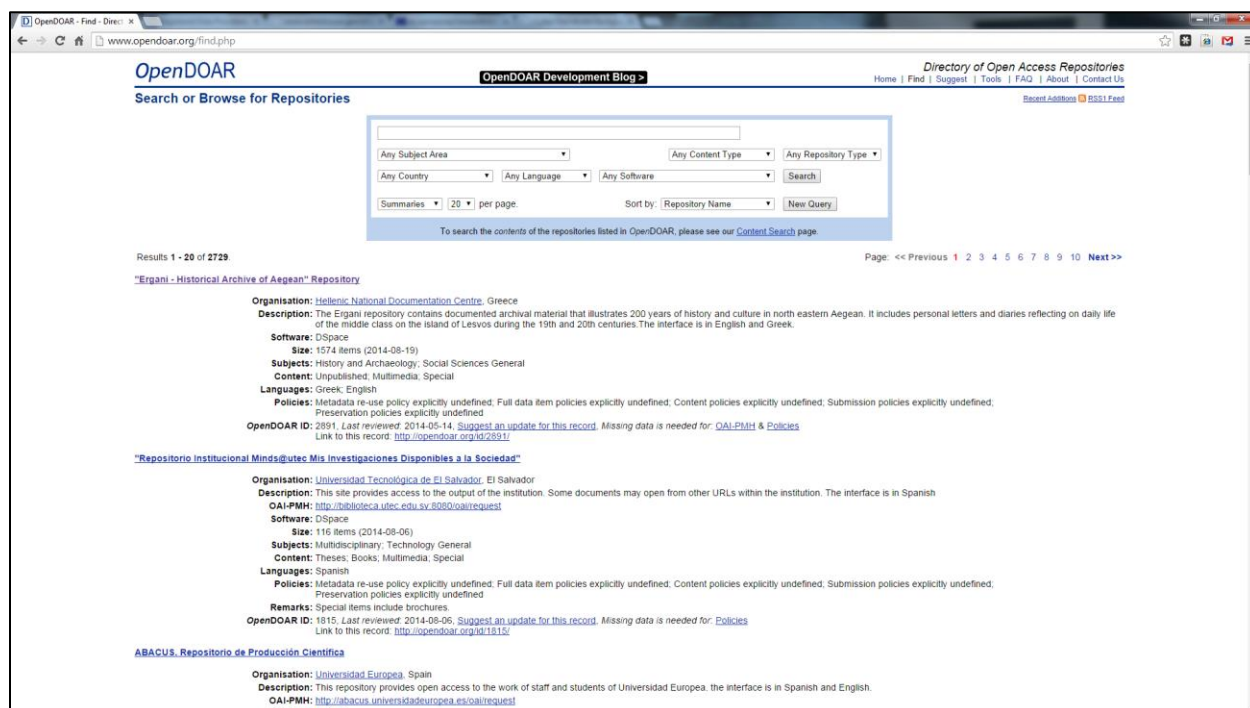 OpenDOAR - Find - Direct
www.opendoar.org/find.php
OpenDOAR
OpenDOAR Development Blog >
Directory of Open Access Repositories
Home | Find | Suggest | Tools | FAQ | About | Contact Us
Search or Browse for Repositories
Recent Additions RSS1 Feed
Any Subject Area Any Content Type Any Repository Type
Any Country Any Language Any Software Search
Summaries 20 per page. Sort by: Repository Name New Query
To search the contents of the repositories listed in OpenDOAR, please see our Content Search page.
Results 1 - 20 of 2729. Page: << Previous 1 2 3 4 5 6 7 8 9 10 Next >>
"Ergani - Historical Archive of Aegean" Repository
Organisation: Hellenic National Documentation Centre, Greece
Description: The Ergani repository contains documented archival material that illustrates 200 years of history and culture in north eastern Aegean. It includes personal letters and diaries reflecting on daily life
of the middle class on the island of Lesvos during the 19th and 20th centuries.The interface is in English and Greek.
Software: DSpace
Size: 1574 items (2014-08-19)
Subjects: History and Archaeology; Social Sciences General
Content: Unpublished; Multimedia; Special
Languages: Greek; English
Policies: Metadata re-use policy explicitly undefined; Full data item policies explicitly undefined; Content policies explicitly undefined; Submission policies explicitly undefined;
Preservation policies explicitly undefined
OpenDOAR ID: 2891, Last reviewed: 2014-05-14, Suggest an update for this record, Missing data is needed for: OAI-PMH & Policies
Link to this record: http://opendoar.org/id/2891/
"Repositorio Institucional Minds@utec Mis Investigaciones Disponibles a la Sociedad"
Organisation: Universidad Tecnológica de El Salvador, El Salvador
Description: This site provides access to the output of the institution. Some documents may open from other URLs within the institution. The interface is in Spanish
OAI-PMH: http://biblioteca.utec.edu.sv:8080/oai/request
Software: DSpace
Size: 116 items (2014-08-06)
Subjects: Multidisciplinary; Technology General
Content: Theses; Books; Multimedia; Special
Languages: Spanish
Policies: Metadata re-use policy explicitly undefined; Full data item policies explicitly undefined; Content policies explicitly undefined; Submission policies explicitly undefined;
Preservation policies explicitly undefined
Remarks: Special items include brochures.
OpenDOAR ID: 1815, Last reviewed: 2014-08-06, Suggest an update for this record, Missing data is needed for: Policies
Link to this record: http://opendoar.org/id/1815/
ABACUS. Repositorio de Producción Científica
Organisation: Universidad Europea, Spain
Description: This repository provides open access to the work of staff and students of Universidad Europea. the interface is in Spanish and English.
OAI-PMH: http://abacus.universidadeuropea.es/oai/request